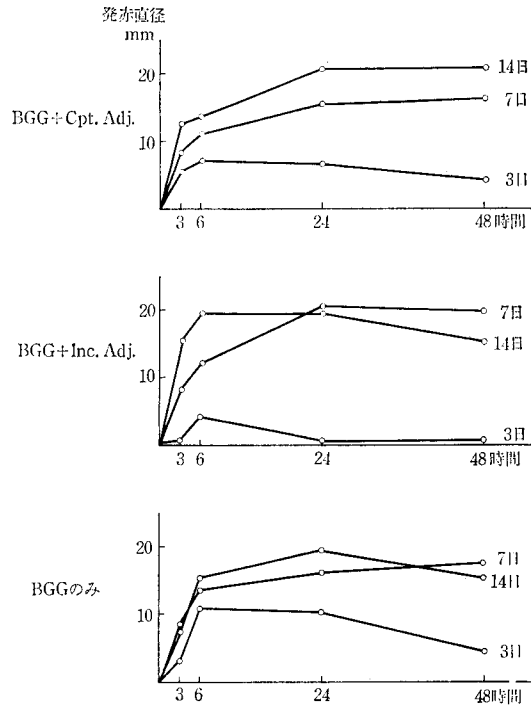 発赤直径
mm
20
10
BGG+Cpt. Adj.
14日
7日
3日
3 6 24 48時間
20
10
BGG+Inc. Adj.
7日
14日
3日
3 6 24 48時間
20
10
BGGのみ
7日
14日
3日
3 6 24 48時間